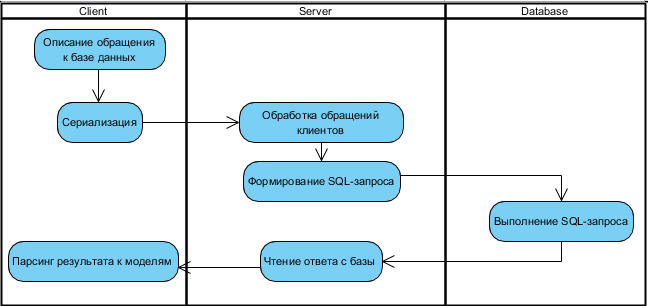 Client
Server
Database
Описание обращения
к базе данных
Сериализация
Обработка обращений
клиентов
Формирование SQL-запроса
Выполнение SQL-запроса
Чтение ответа с базы
Парсинг результата к моделям